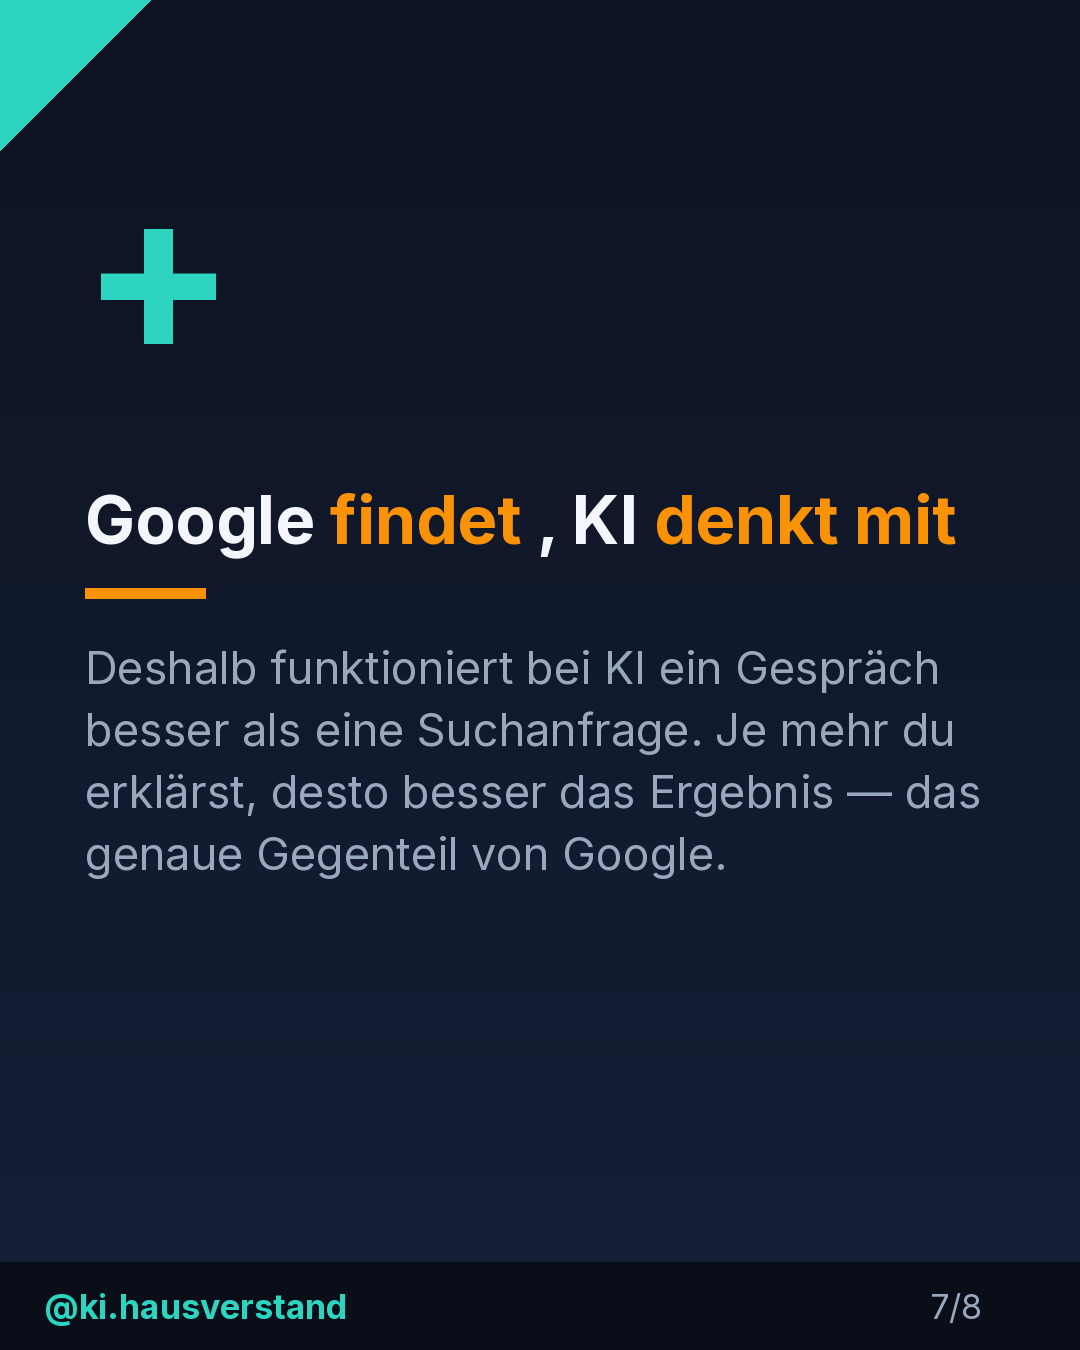 Google findet , KI denkt mit
Deshalb funktioniert bei KI ein Gespräch
besser als eine Suchanfrage. Je mehr du
erklärst, desto besser das Ergebnis — das
genaue Gegenteil von Google.
@ki.hausverstand
7/8